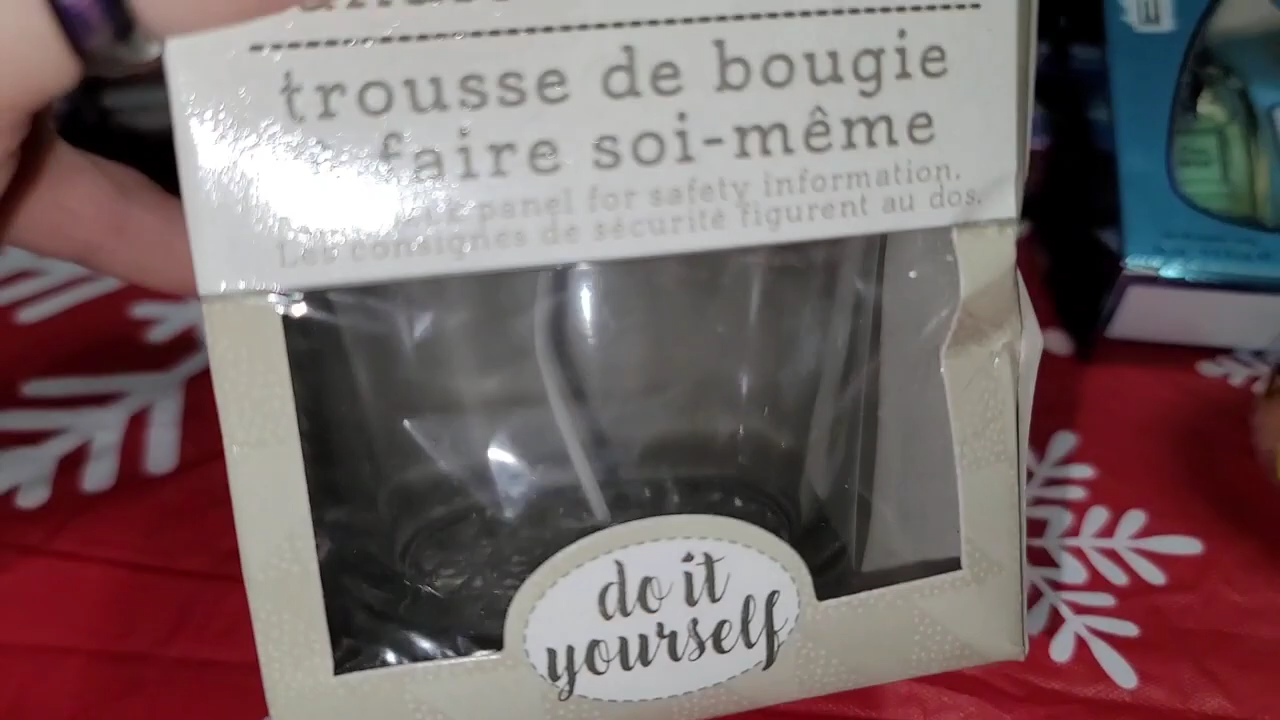 trousse de bougie
faire soi-même
panel for safety information.
Les consignes de sécurité figurent au dos.
do it
yourself